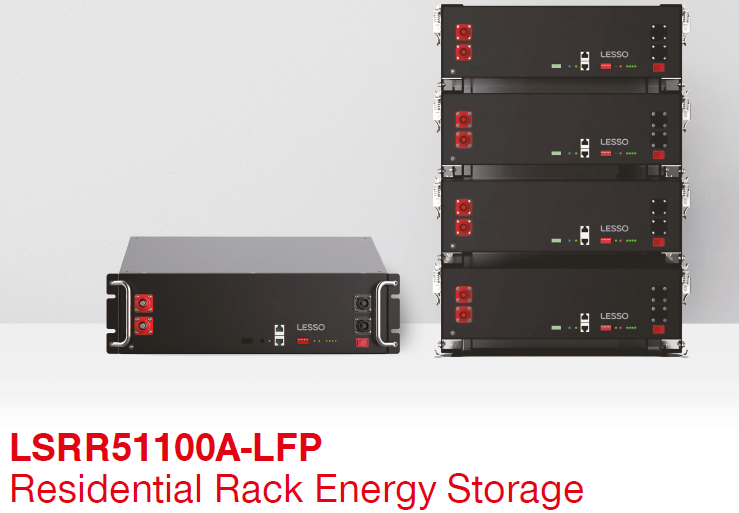 LESSO
LESSO
LESSO
LESSO
LESSO
LSRR51100A-LFP
Residential Rack Energy Storage